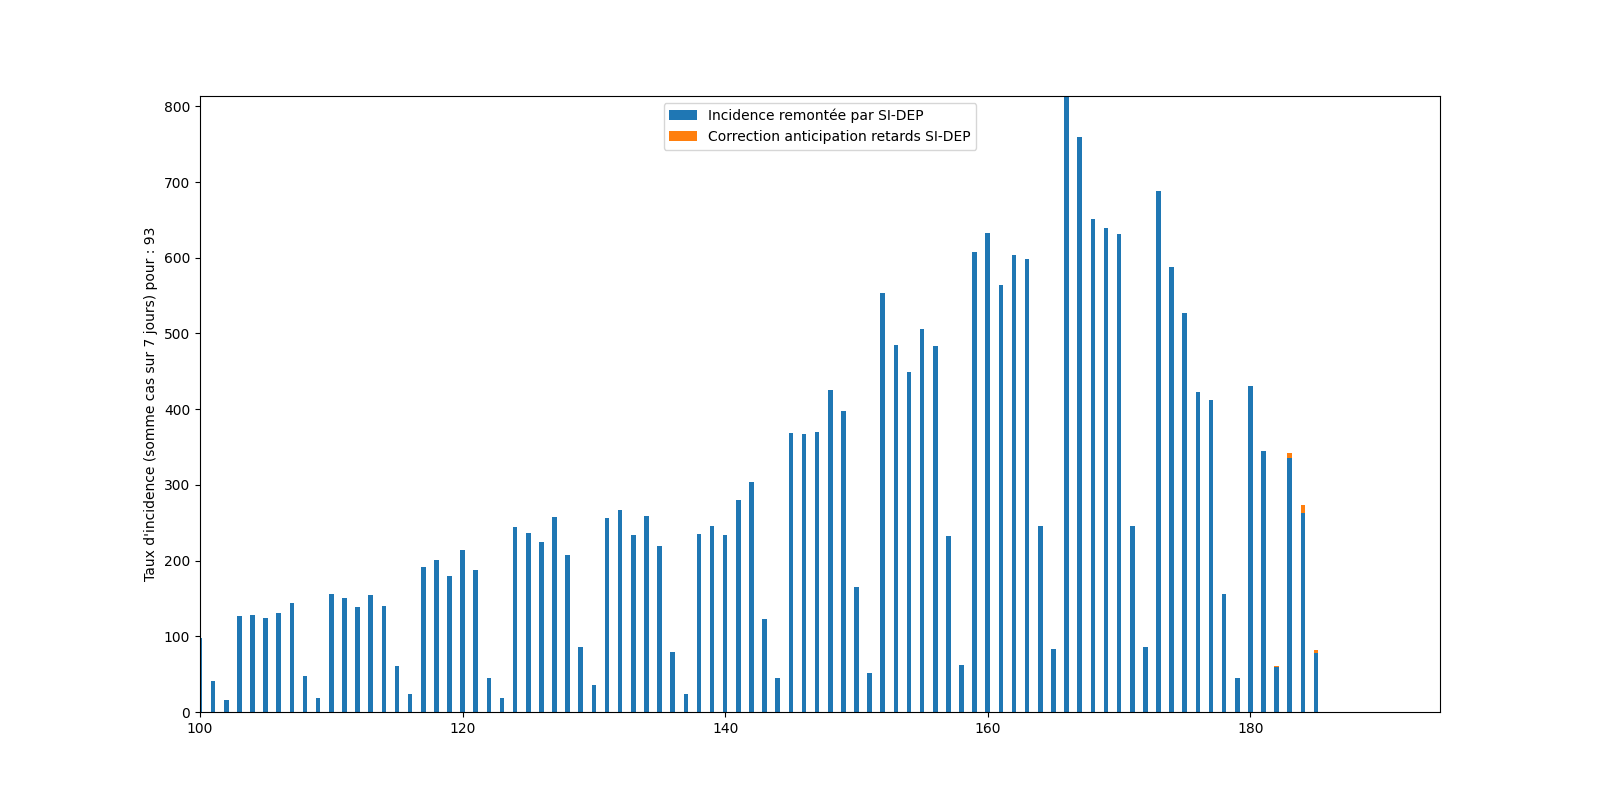 Incidence remontée par SI-DEP
Correction anticipation retards SI-DEP
Taux d'incidence (somme cas sur 7 jours) pour : 93
800
700
600
500
400
300
200
100
0
100 120 140 160 180